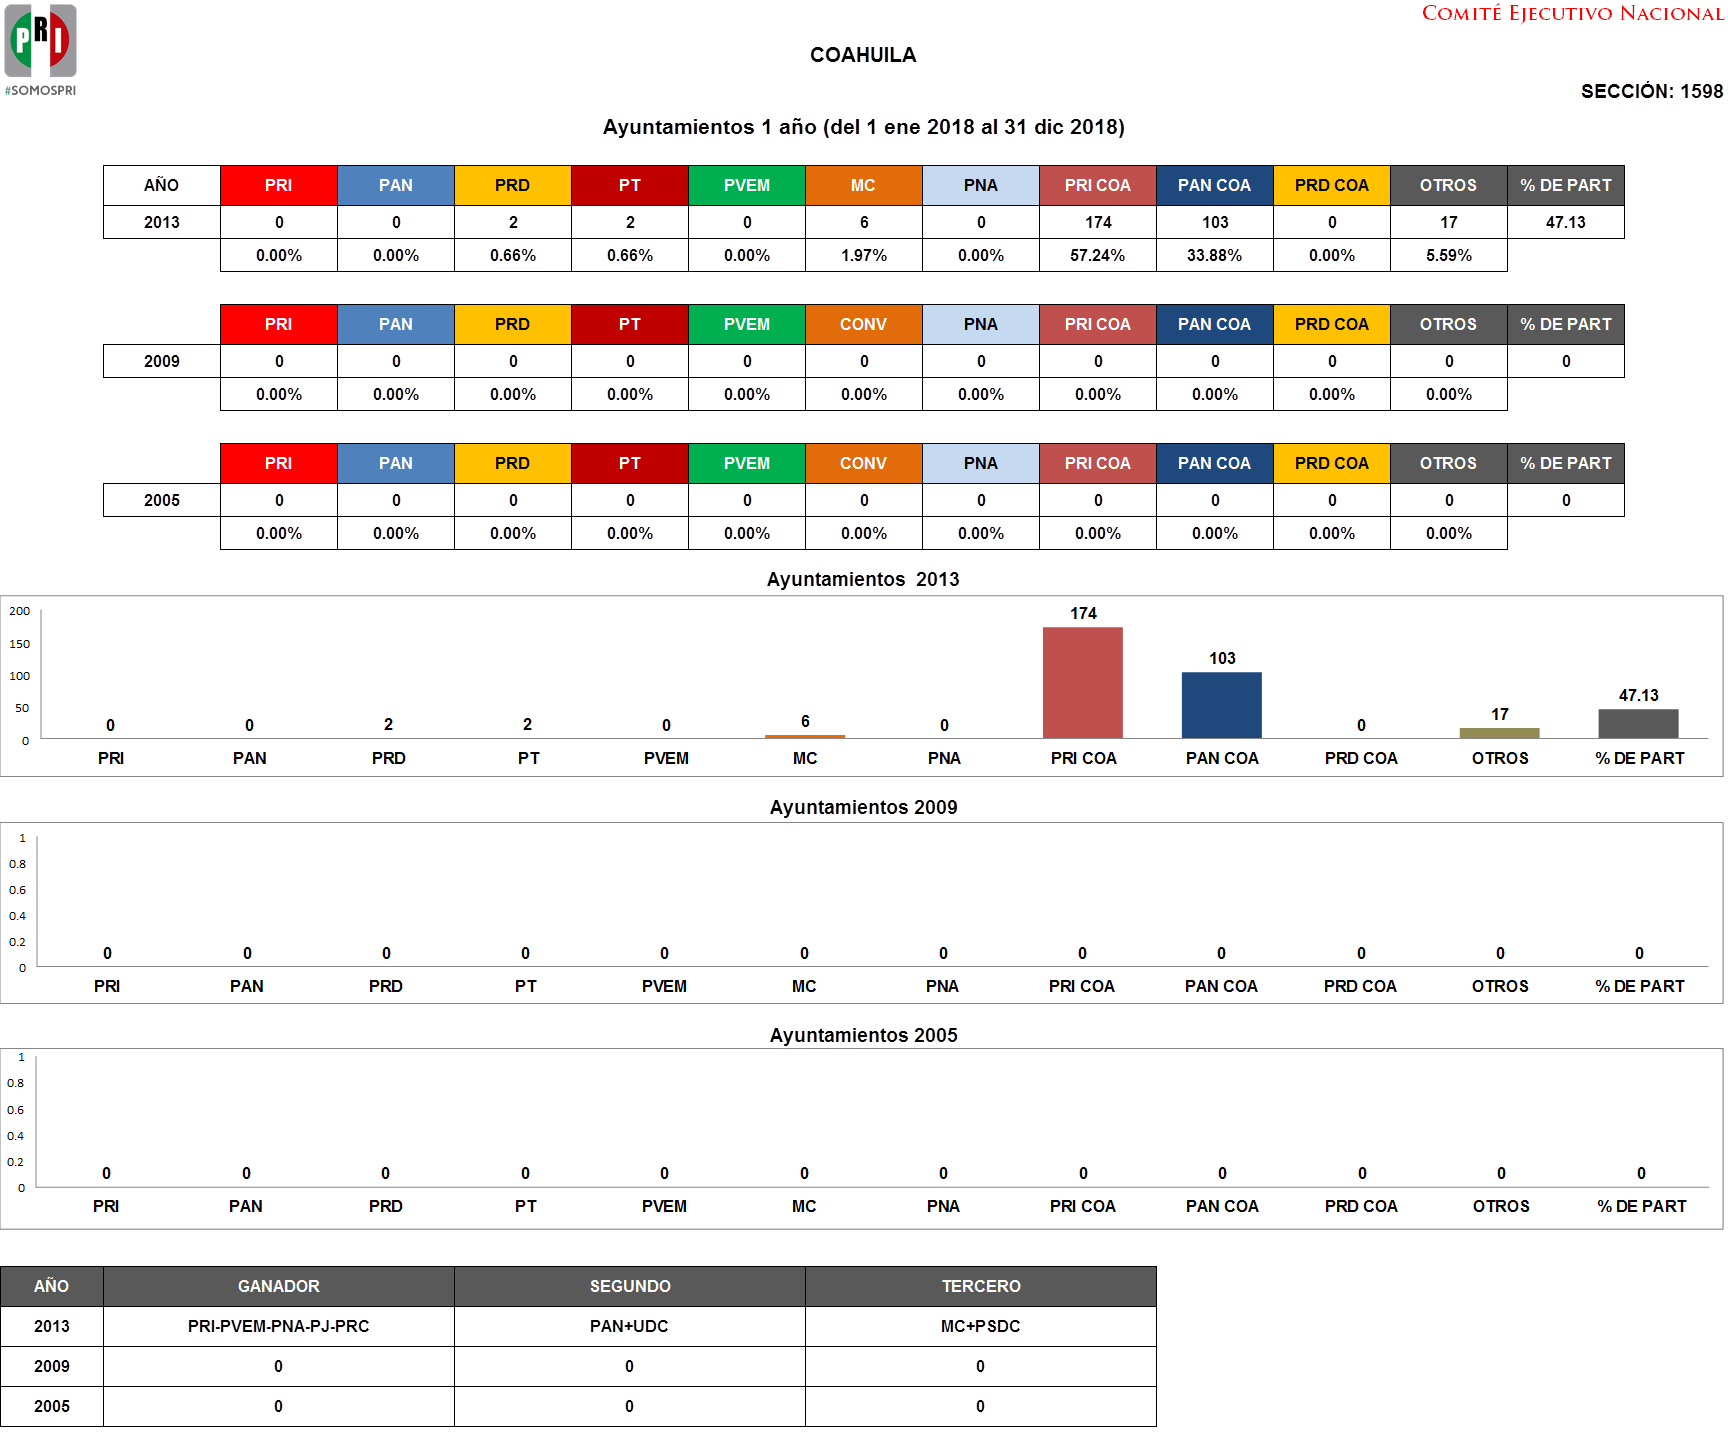 PRI
#SOMOSPRI
COMITÉ EJECUTIVO NACIONAL
COAHUILA
SECCIÓN: 1598
Ayuntamientos 1 año (del 1 ene 2018 al 31 dic 2018)
AÑO PRI PAN PRD PT PVEM MC PNA PRI COA PAN COA PRD COA OTROS % DE PART
2013 0 0 2 2 0 6 0 174 103 0 17 47.13
0.00% 0.00% 0.66% 0.66% 0.00% 1.97% 0.00% 57.24% 33.88% 0.00% 5.59%
PRI PAN PRD PT PVEM CONV PNA PRI COA PAN COA PRD COA OTROS % DE PART
2009 0 0 0 0 0 0 0 0 0 0 0 0
0.00% 0.00% 0.00% 0.00% 0.00% 0.00% 0.00% 0.00% 0.00% 0.00% 0.00%
PRI PAN PRD PT PVEM CONV PNA PRI COA PAN COA PRD COA OTROS % DE PART
2005 0 0 0 0 0 0 0 0 0 0 0 0
0.00% 0.00% 0.00% 0.00% 0.00% 0.00% 0.00% 0.00% 0.00% 0.00% 0.00%
Ayuntamientos 2013
200
150
100
50
0
0 0 2 2 0 6 0 174 103 0 17 47.13
PRI PAN PRD PT PVEM MC PNA PRI COA PAN COA PRD COA OTROS % DE PART
Ayuntamientos 2009
1
0.8
0.6
0.4
0.2
0
0 0 0 0 0 0 0 0 0 0 0 0
PRI PAN PRD PT PVEM MC PNA PRI COA PAN COA PRD COA OTROS % DE PART
Ayuntamientos 2005
1
0.8
0.6
0.4
0.2
0
0 0 0 0 0 0 0 0 0 0 0 0
PRI PAN PRD PT PVEM MC PNA PRI COA PAN COA PRD COA OTROS % DE PART
AÑO GANADOR SEGUNDO TERCERO
2013 PRI-PVEM-PNA-PJ-PRC PAN+UDC MC+PSDC
2009 0 0 0
2005 0 0 0